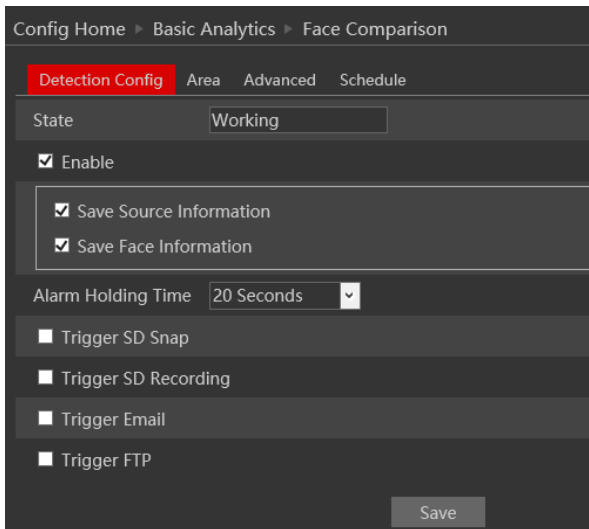 Config Home ▶ Basic Analytics ▶ Face Comparison
Detection Config Area Advanced Schedule
State Working
Enable
Save Source Information
Save Face Information
Alarm Holding Time 20 Seconds
Trigger SD Snap
Trigger SD Recording
Trigger Email
Trigger FTP
Save